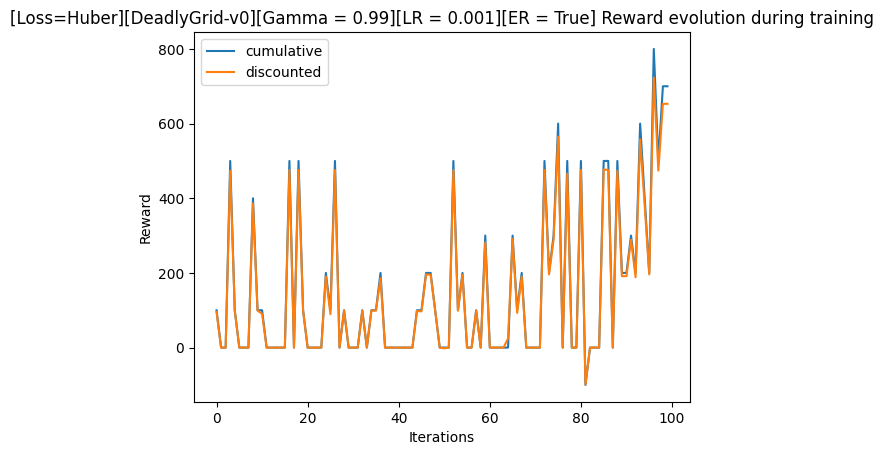 [Loss=Huber][DeadlyGrid-v0][Gamma = 0.99][LR = 0.001][ER = True] Reward evolution during training
cumulative
discounted
800
600
400
200
0
Reward
0 20 40 60 80 100
Iterations